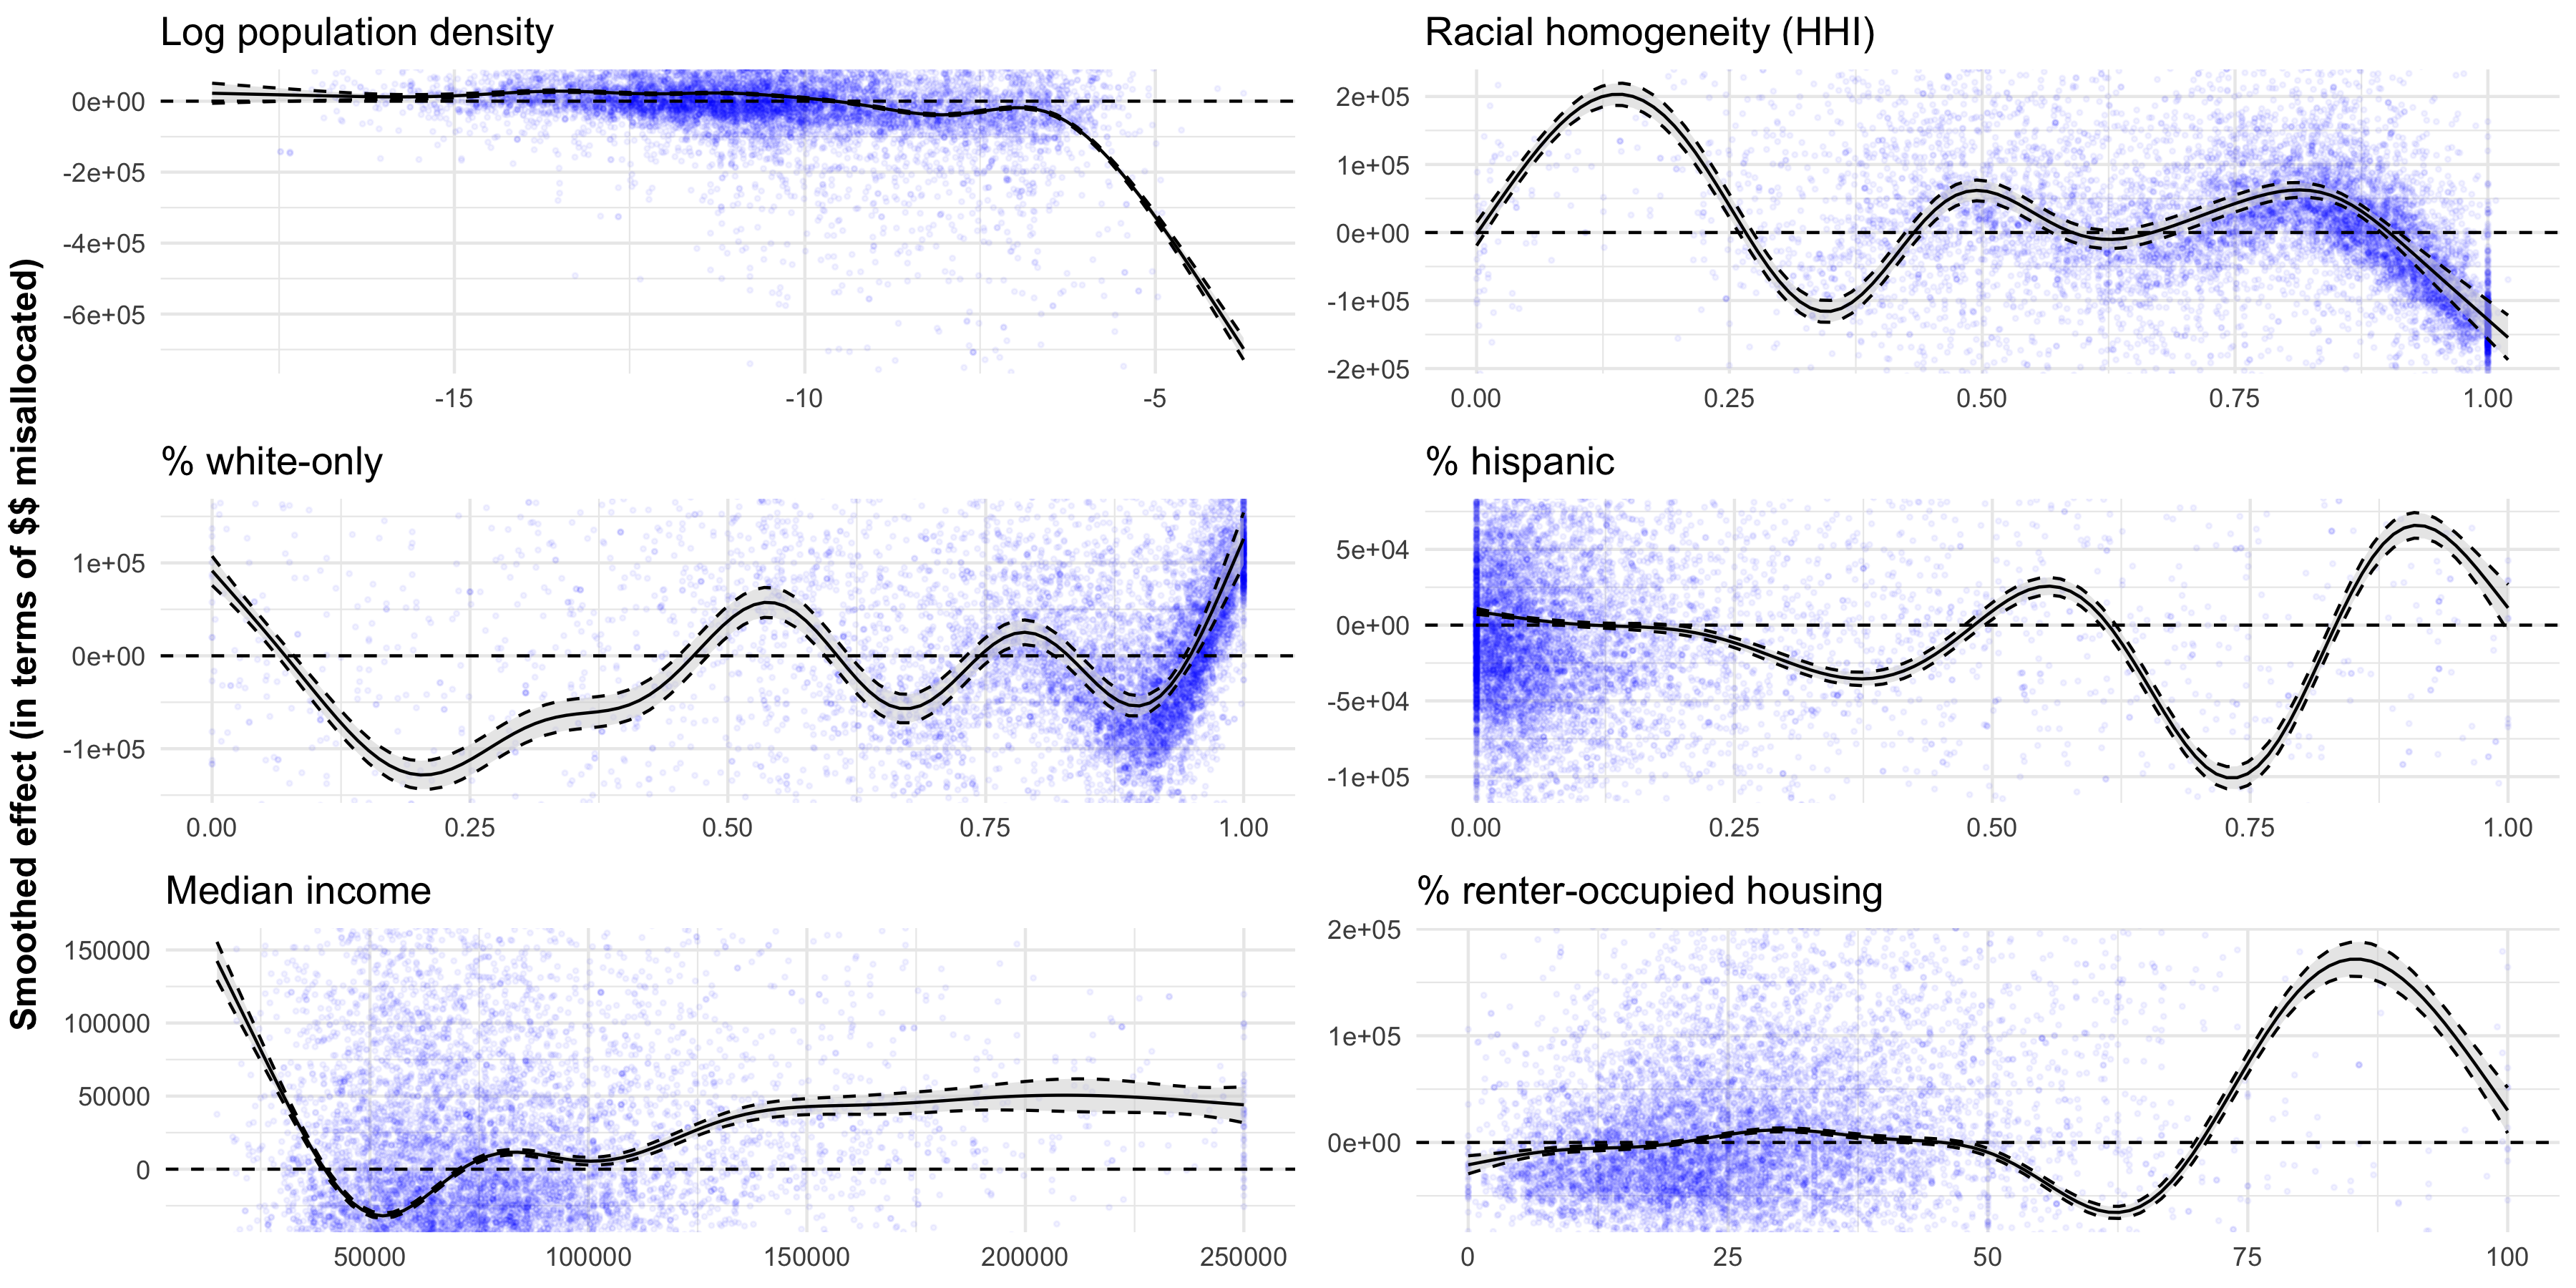 Smoothed effect (in terms of $$ misallocated)
Log population density
0e+00
-2e+05
-4e+05
-6e+05
-15 -10 -5
Racial homogeneity (HHI)
2e+05
1e+05
0e+00
-1e+05
-2e+05
0.00 0.25 0.50 0.75 1.00
% white-only
1e+05
0e+00
-1e+05
0.00 0.25 0.50 0.75 1.00
% hispanic
5e+04
0e+00
-5e+04
-1e+05
0.00 0.25 0.50 0.75 1.00
Median income
150000
100000
50000
0
50000 100000 150000 200000 250000
% renter-occupied housing
2e+05
1e+05
0e+00
0 25 50 75 100